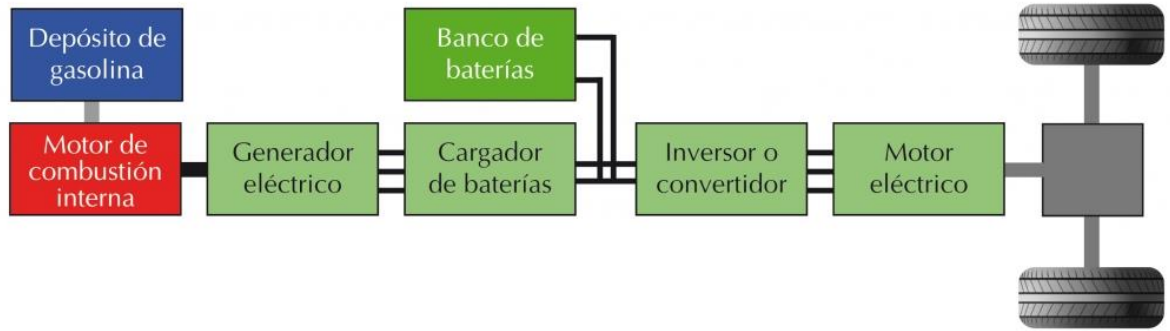 Depósito de
gasolina
Banco de
baterías
Motor de
combustión
interna
Generador
eléctrico
Cargador
de baterías
Inversor o
convertidor
Motor
eléctrico